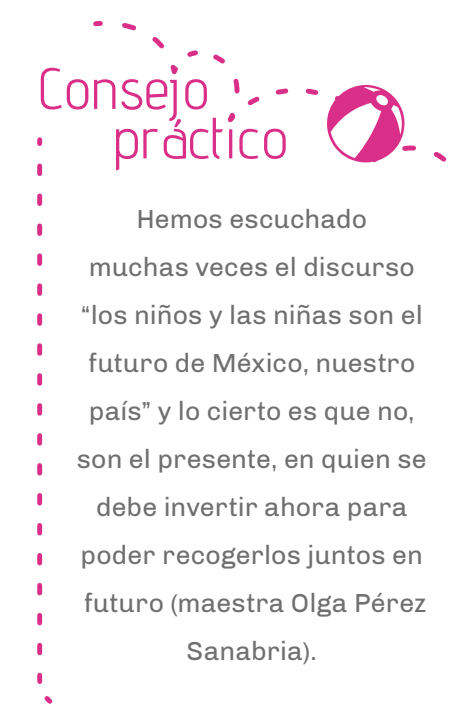 Consejo
práctico
Hemos escuchado
muchas veces el discurso
“los niños y las niñas son el
futuro de México, nuestro
país” y lo cierto es que no,
son el presente, en quien se
debe invertir ahora para
poder recogerlos juntos en
futuro (maestra Olga Pérez
Sanabria).